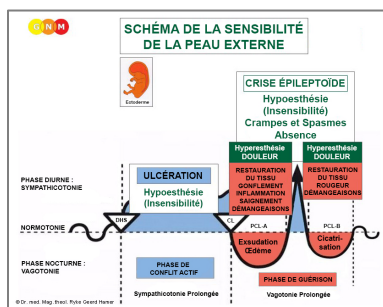 GNM
SCHÉMA DE LA SENSIBILITÉ
DE LA PEAU EXTERNE
Ectoderme
CRISE ÉPILEPTOÏDE
Hypoesthésie
(Insensibilité)
Crampes et Spasmes
Absence
ULCÉRATION
Hypoesthésie
(Insensibilité)
Hyperesthésie
DOULEUR
RESTAURATION
DU TISSU
GONFLEMENT
INFLAMMATION
SAIGNEMENT
DÉMANGEAISONS
Hyperesthésie
DOULEUR
RESTAURATION
DU TISSU
ROUGEUR
DÉMANGEAISONS
PHASE DIURNE :
SYMPATHICOTONIE
NORMOTONIE
DHS
CL
PCL-A
PCL-B
Exsudation
Œdème
Cicatri-
sation
PHASE NOCTURNE :
VAGOTONIE
PHASE DE
CONFLIT ACTIF
PHASE DE GUÉRISON
Sympathicotonie Prolongée
Vagotonie Prolongée
© Dr. med. Mag. theol. Ryke Geerd Hamer